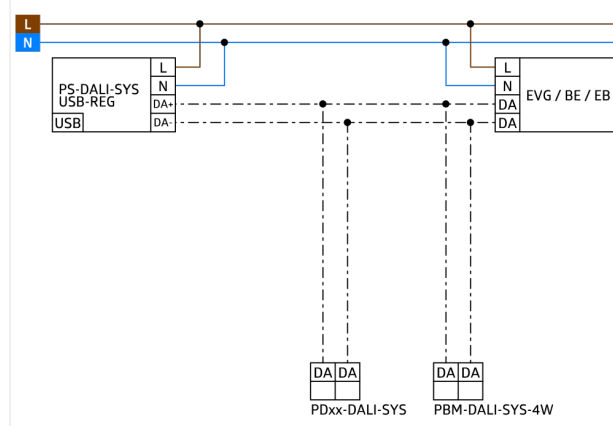 L
N
PS-DALI-SYS
USB-REG
USB
L
N
DA+
DA-
L
N
DA
DA
EVG / BE / EB
DA DA
PDxx-DALI-SYS
DA DA
PBM-DALI-SYS-4W